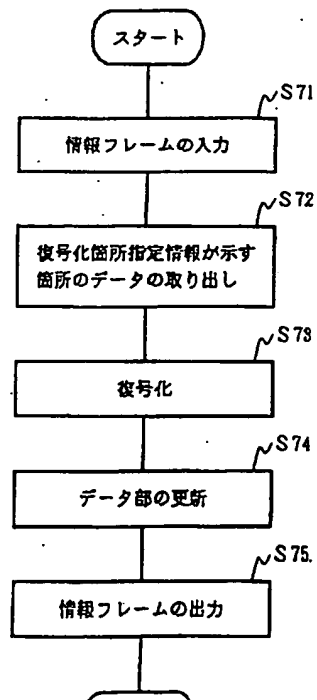 スタート
S71
情報フレームの入力
S72
復号化箇所指定情報が示す
箇所のデータの取り出し
S73
復号化
S74
データ部の更新
S75.
情報フレームの出力